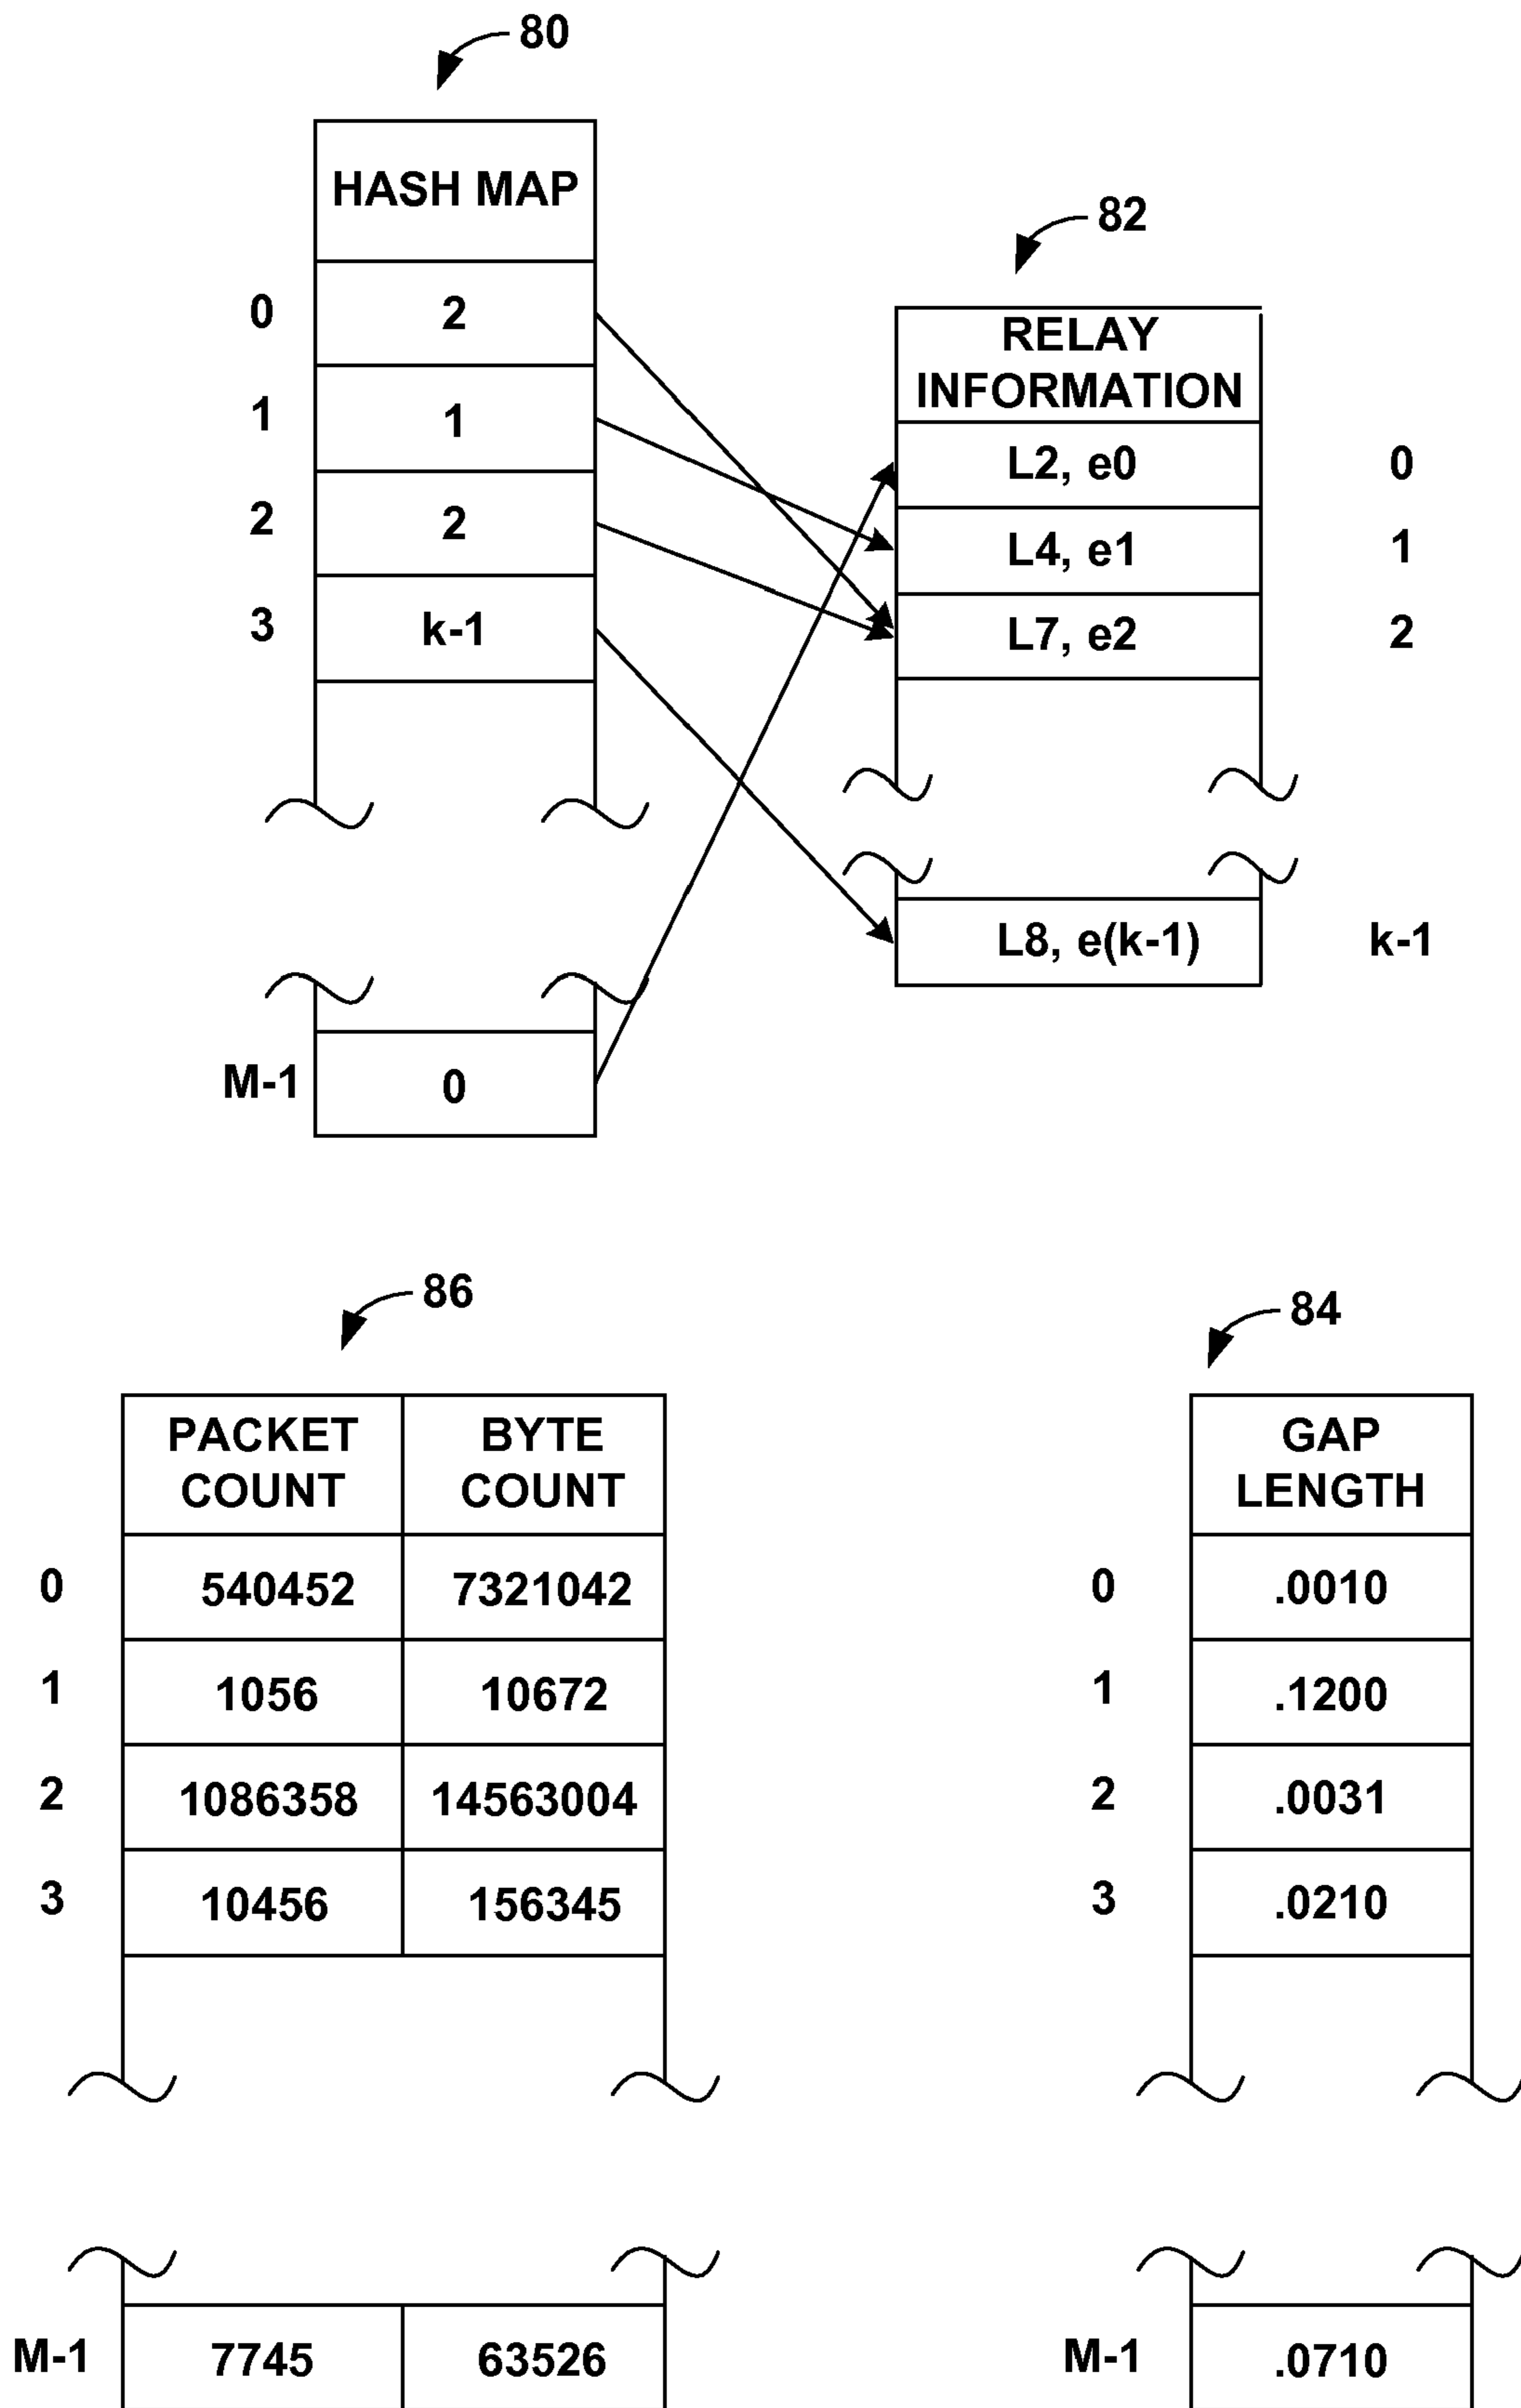 80
HASH MAP
0 2
1 1
2 2
3 k-1
M-1 0
82
RELAY
INFORMATION
L2, e0 0
L4, e1 1
L7, e2 2
L8, e(k-1) k-1
86
PACKET COUNT BYTE COUNT
0 540452 7321042
1 1056 10672
2 1086358 14563004
3 10456 156345
M-1 7745 63526
84
GAP
LENGTH
0 .0010
1 .1200
2 .0031
3 .0210
M-1 .0710